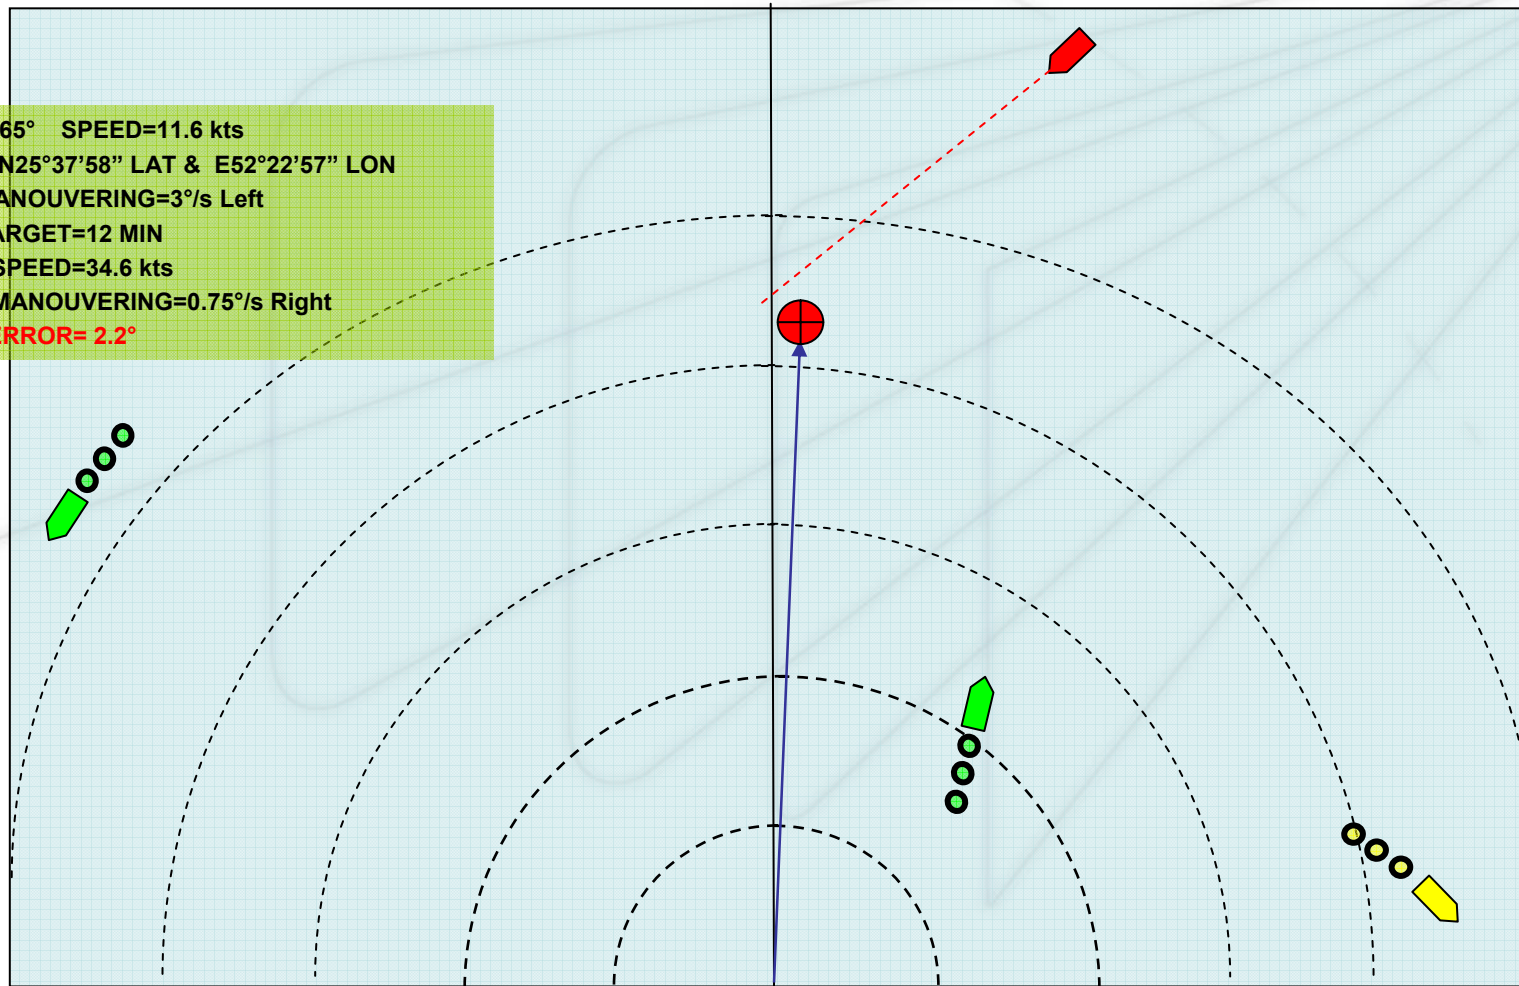 65° SPEED=11.6 kts
N25°37'58” LAT & E52°22'57” LON
ANOUVERING=3°/s Left
ARGET=12 MIN
SPEED=34.6 kts
MANOUVERING=0.75°/s Right
ERROR= 2.2°